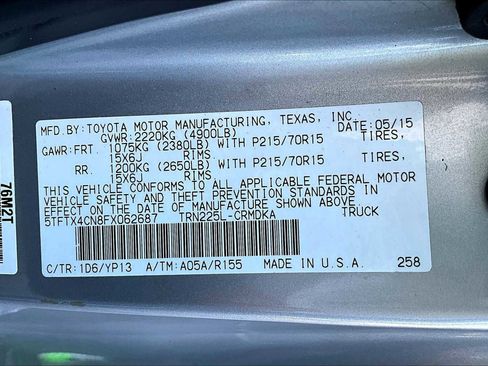 MFD.BY: TOYOTA MOTOR MANUFACTURING, TEXAS, INC. DATE: 05/15
GVWR: 2220KG (4900LB)
GAWR: FRT. 1075KG (2380LB) WITH P215/70R15 TIRES,
15X6J RIMS
RR. 1200KG (2650LB) WITH P215/70R15 TIRES,
15X6J RIMS
THIS VEHICLE CONFORMS TO ALL APPLICABLE FEDERAL MOTOR
VEHICLE SAFETY AND THEFT PREVENTION STANDARDS IN
EFFECT ON THE DATE OF MANUFACTURE SHOWN ABOVE.
5TFTX4CN8FX062687 TRN225L-CRMDKA TRUCK
C/TR: 1D6/YP13 A/TM: A05A/R155 MADE IN U.S.A. 258
76M2T